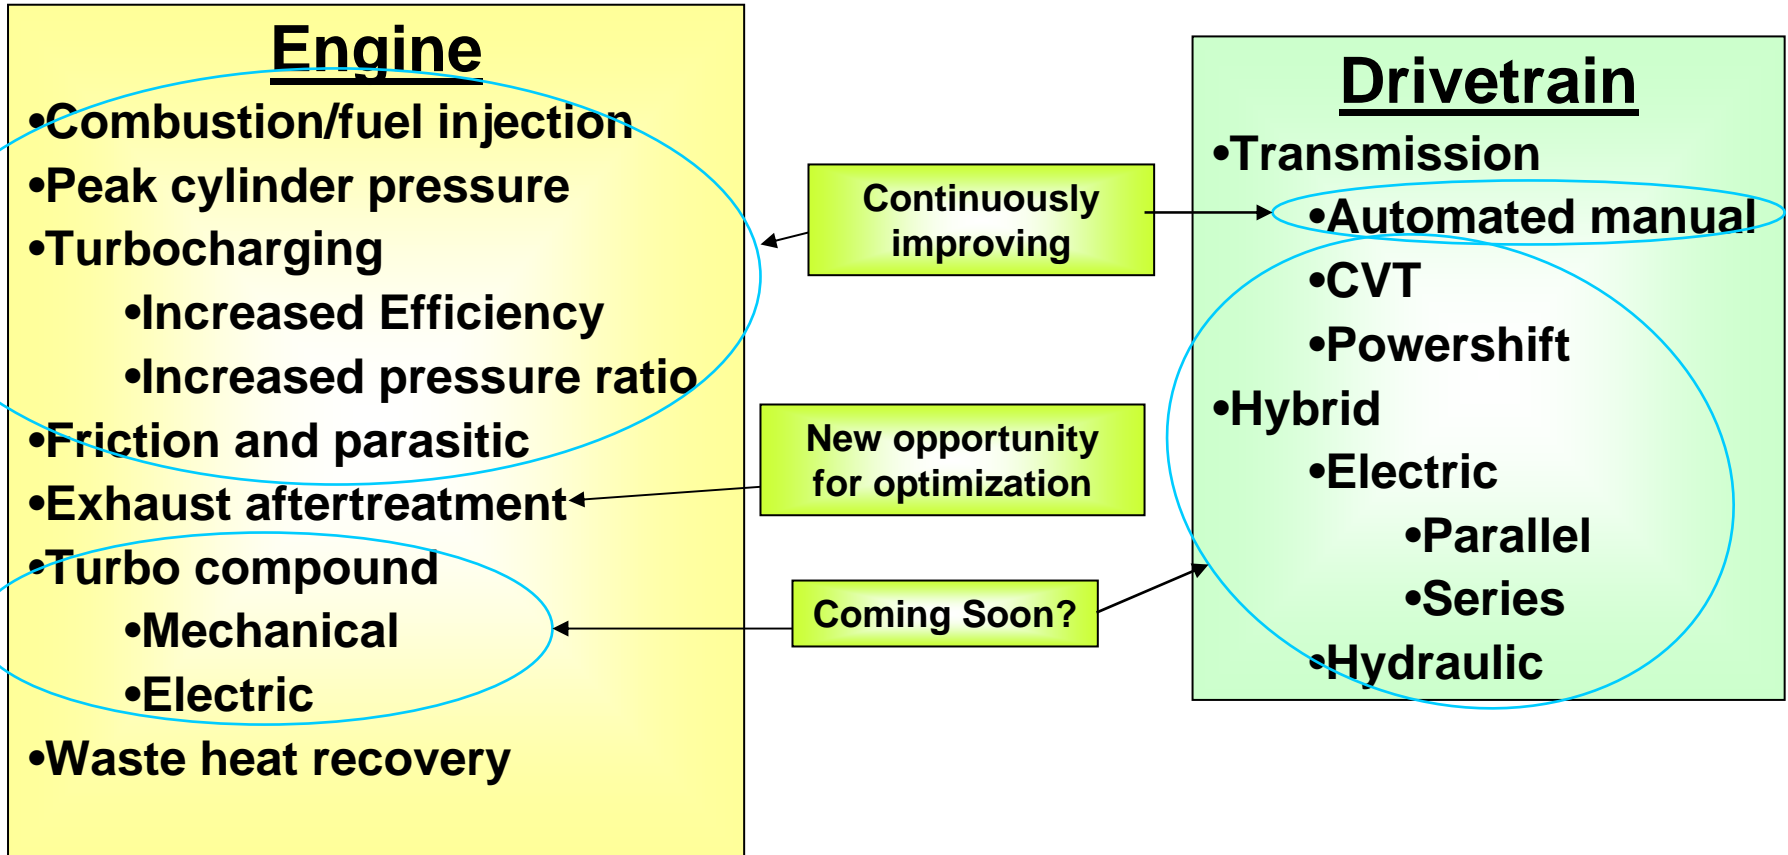 Engine
•Combustion/fuel injection
•Peak cylinder pressure
•Turbocharging
•Increased Efficiency
•Increased pressure ratio
•Friction and parasitic
•Exhaust aftertreatment
•Turbo compound
•Mechanical
•Electric
•Waste heat recovery
Continuously
improving
New opportunity
for optimization
Coming Soon?
Drivetrain
•Transmission
•Automated manual
•CVT
•Powershift
•Hybrid
•Electric
•Parallel
•Series
•Hydraulic